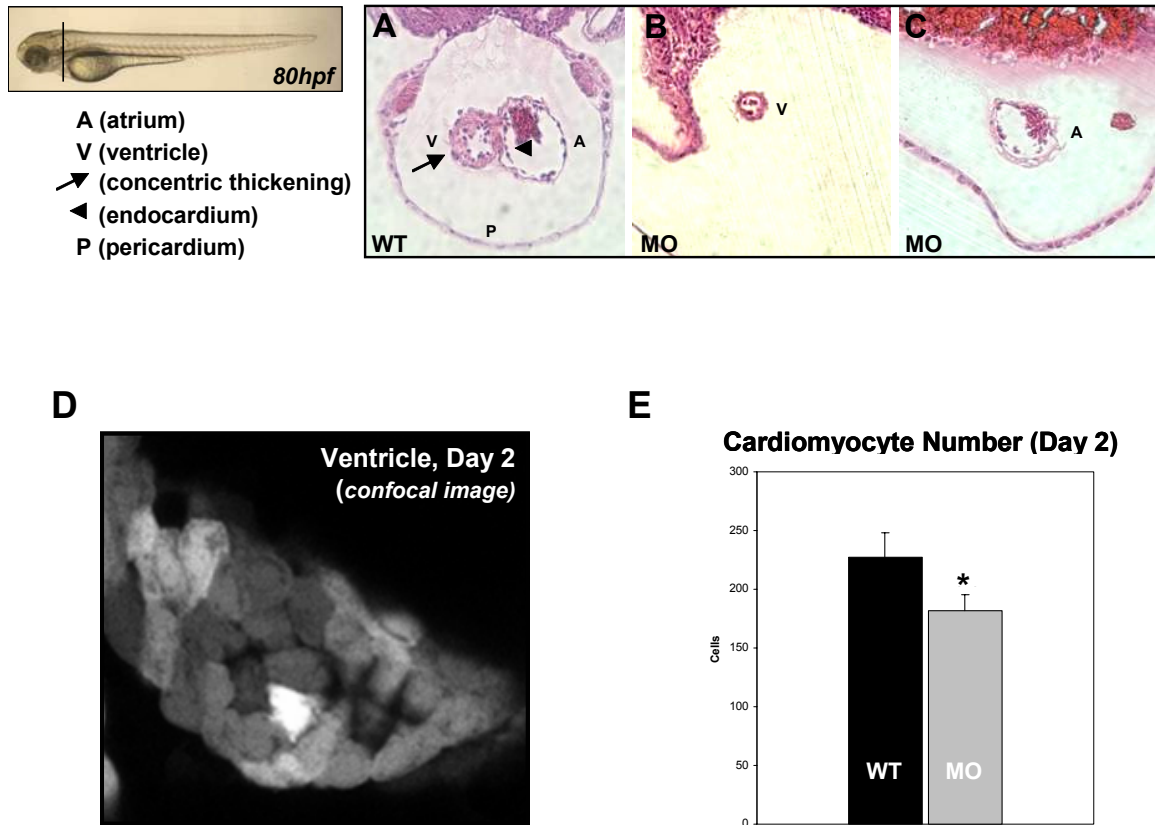 80hpf
A (atrium)
V (ventricle)
(concentric thickening)
(endocardium)
P (pericardium)
A
V
A
P
WT
B
V
MO
C
A
MO
D
Ventricle, Day 2
(confocal image)
E
Cardiomyocyte Number (Day 2)
300
250
200
150
100
50
0
Cells
*
WT
MO